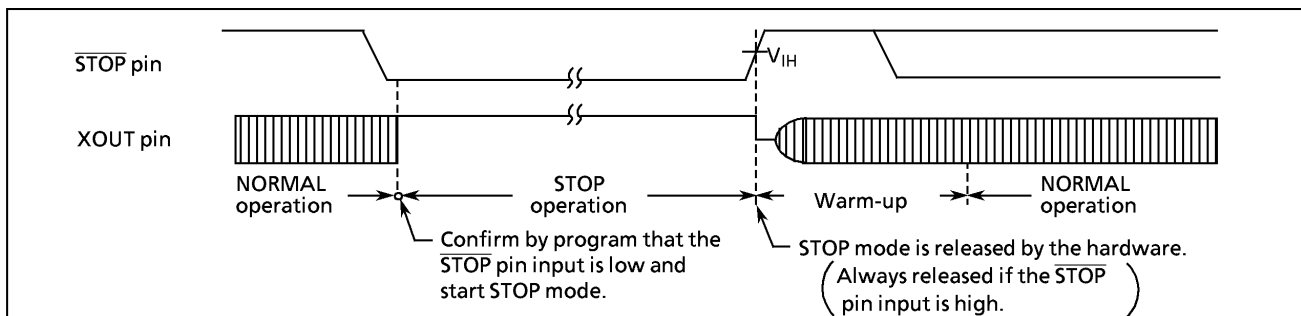 STOP pin
VIH
XOUT pin
NORMAL operation
STOP operation
Warm-up
NORMAL operation
Confirm by program that the
STOP pin input is low and
start STOP mode.
STOP mode is released by the hardware.
(Always released if the STOP
pin input is high.)